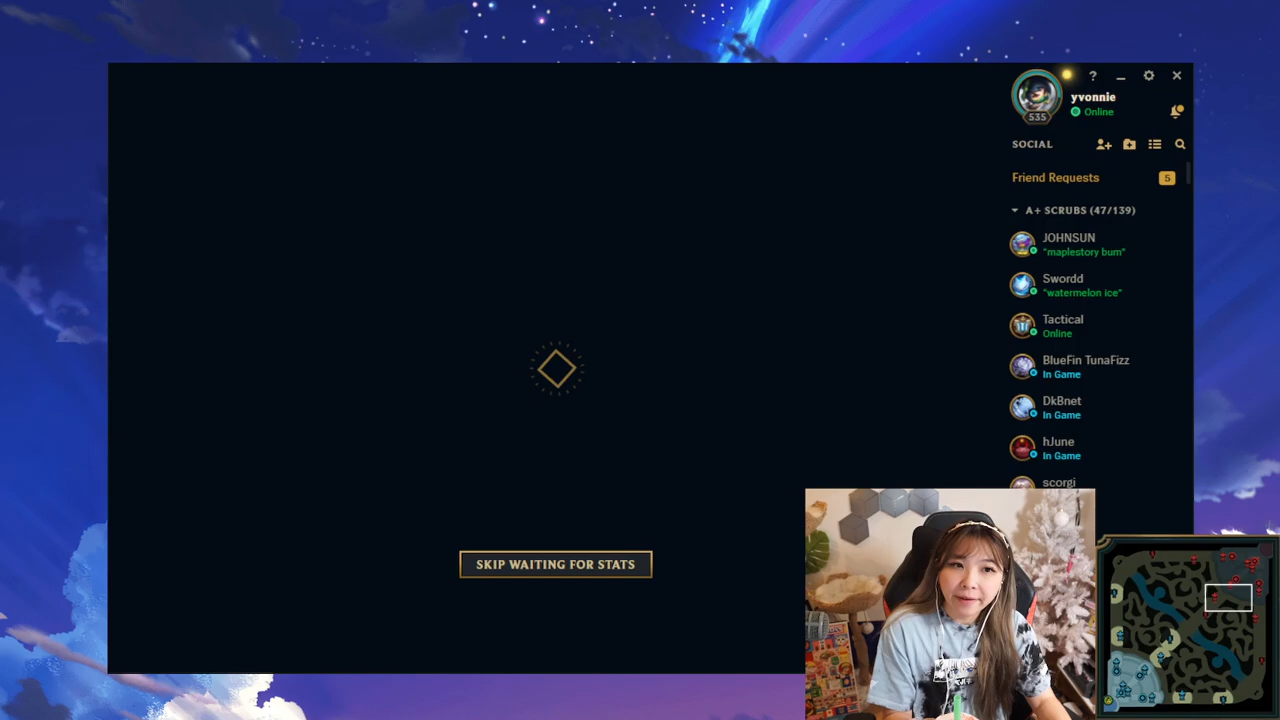 ?
yvonnie
535
Online
SOCIAL
Friend Requests
5
A+ SCRUBS (47/139)
JOHNSUN
"maplestory bum"
Swordd
"watermelon ice"
Tactical
Online
BlueFin TunaFizz
In Game
DkBnet
In Game
hJune
In Game
scorgi
SKIP WAITING FOR STATS